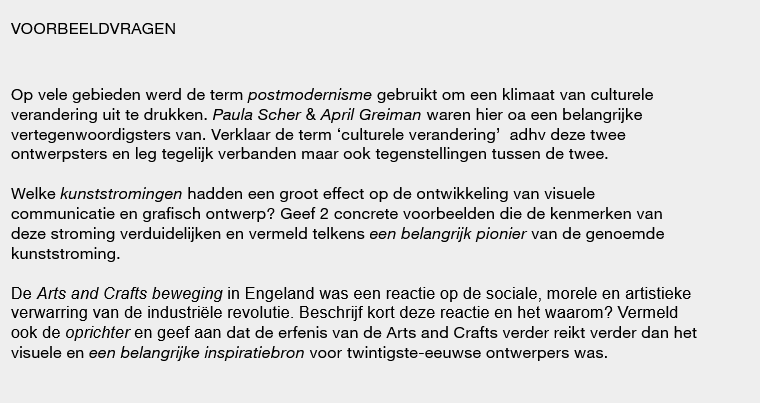 VOORBEELDVRAGEN
Op vele gebieden werd de term postmodernisme gebruikt om een klimaat van culturele
verandering uit te drukken. Paula Scher & April Greiman waren hier oa een belangrijke
vertegenwoordigsters van. Verklaar de term ‘culturele verandering’ adhv deze twee
ontwerpsters en leg tegelijk verbanden maar ook tegenstellingen tussen de twee.
Welke kunststromingen hadden een groot effect op de ontwikkeling van visuele
communicatie en grafisch ontwerp? Geef 2 concrete voorbeelden die de kenmerken van
deze stroming verduidelijken en vermeld telkens een belangrijk pionier van de genoemde
kunststroming.
De Arts and Crafts beweging in Engeland was een reactie op de sociale, morele en artistieke
verwarring van de industriële revolutie. Beschrijf kort deze reactie en het waarom? Vermeld
ook de oprichter en geef aan dat de erfenis van de Arts and Crafts verder reikt verder dan het
visuele en een belangrijke inspiratiebron voor twintigste-eeuwse ontwerpers was.